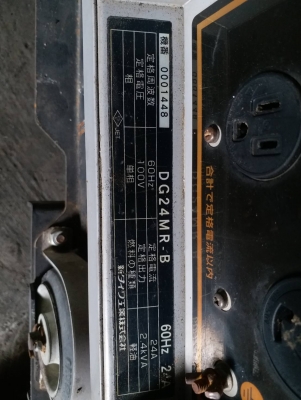 機番 0001448
DG24MR-B
60Hz
定格周波数 60Hz 定格電流 24A
定格電圧 100V 定格出力 2.4kVA
相 単相 燃料の種類 軽油
JET
合計で定格電流以内